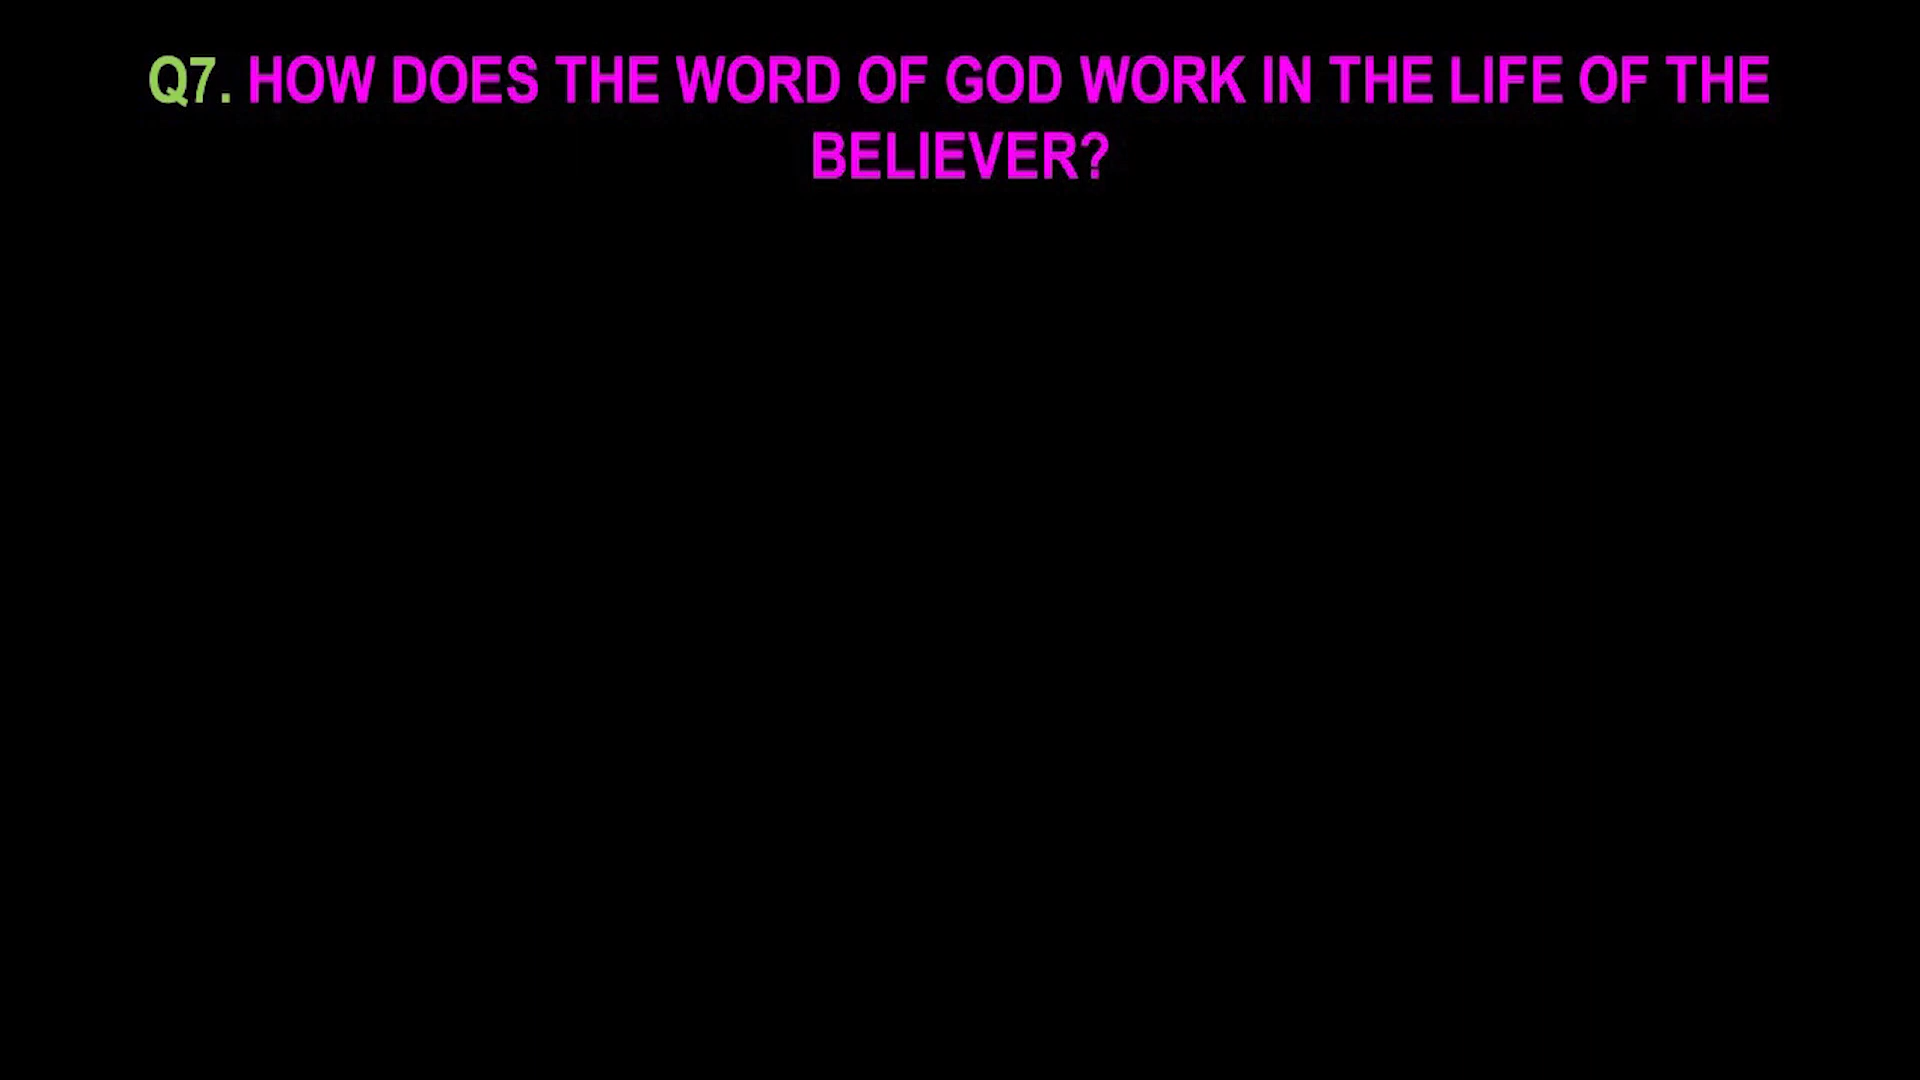 Q7. HOW DOES THE WORD OF GOD WORK IN THE LIFE OF THE
BELIEVER?